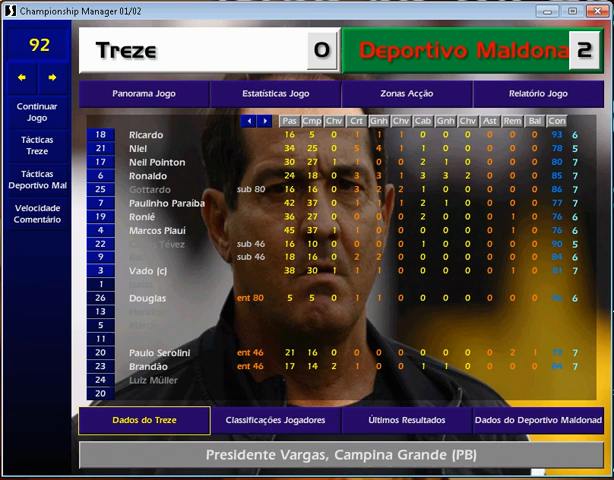 Championship Manager 01/02
92
Treze 0 Deportivo Maldona 2
Continuar Jogo
Tácticas Treze
Tácticas Deportivo Mal
Velocidade Comentário
Panorama Jogo Estatísticas Jogo Zonas Acção Relatório Jogo
Pas Cmp Chv Crt Gnh Chv Cab Gnh Chv Ast Rem Bal Con
18 Ricardo 16 5 0 1 1 1 0 0 0 0 0 0 93 6
21 Niel 34 25 0 5 4 1 0 0 0 0 0 0 78 5
17 Neil Pointon 30 27 0 1 1 0 2 1 0 0 0 0 80 7
6 Ronaldo 24 18 0 3 3 1 3 3 2 0 0 0 85 7
25 Gottardo sub 80 16 16 0 3 2 1 0 0 0 0 0 86 7
7 Paulinho Paraíba 42 37 0 1 0 2 1 0 0 0 0 77 7
19 Roniê 36 27 0 0 0 0 2 0 0 0 1 0 76 6
4 Marcos Piauí 45 37 1 0 0 0 0 0 0 0 1 0 76 6
22 Tévez sub 46 16 10 0 0 0 0 1 0 0 0 0 0 90 5
9 sub 46 18 16 0 2 2 0 0 0 0 0 0 84 6
3 Vado (c) 38 30 1 1 1 0 0 0 0 0 1 0 81 7
1
26 Douglas ent 80 5 5 1 0 0 0 0 0 0 0 0 0 6
13
5
11
20 Paulo Serolini ent 46 21 16 0 0 0 0 0 0 0 0 2 1 7
23 Brandão ent 46 17 14 2 1 0 0 1 1 0 0 0 0 84 7
24 Luiz Müller
20
Dados do Treze Classificações Jogadores Últimos Resultados Dados do Deportivo Maldonad
Presidente Vargas, Campina Grande (PB)